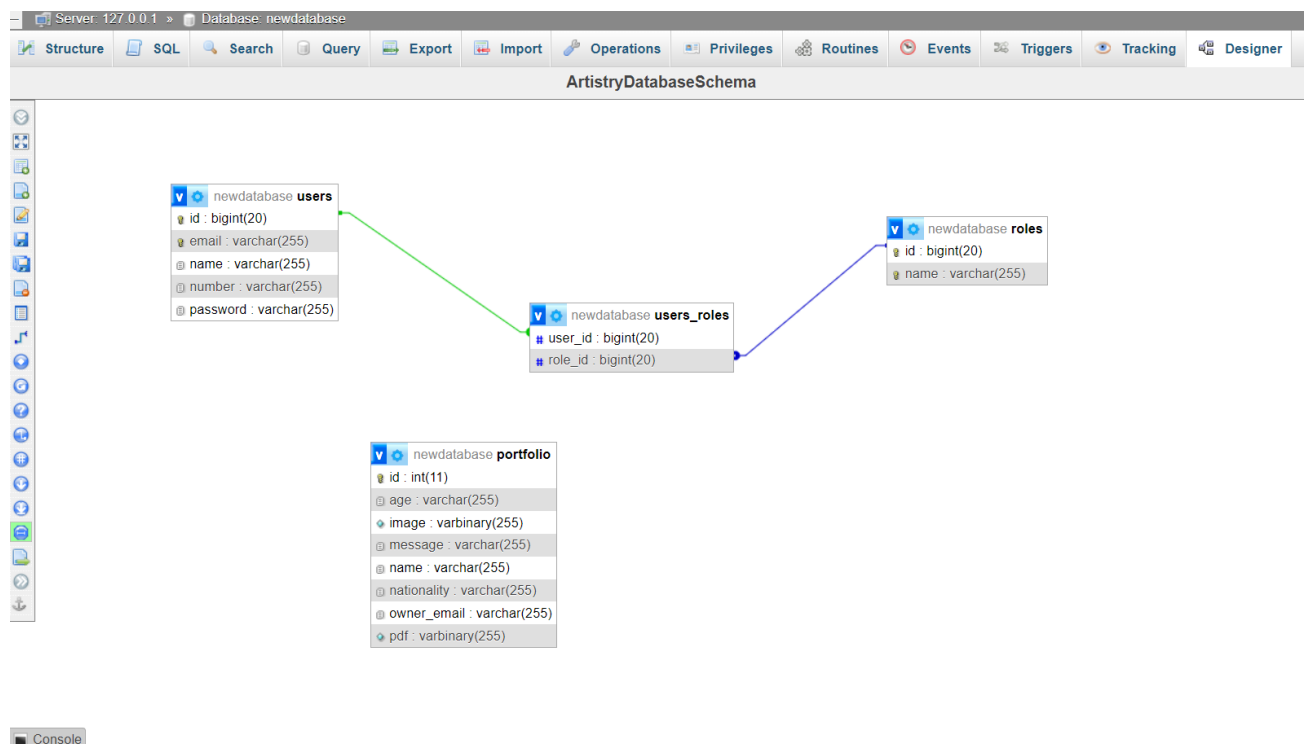 Server: 127.0.0.1 » Database: newdatabase
Structure SQL Search Query Export Import Operations Privileges Routines Events Triggers Tracking Designer
ArtistryDatabaseSchema
newdatabase users
id : bigint(20)
email : varchar(255)
name : varchar(255)
number : varchar(255)
password : varchar(255)
newdatabase roles
id : bigint(20)
name : varchar(255)
newdatabase users_roles
user_id : bigint(20)
role_id : bigint(20)
newdatabase portfolio
id : int(11)
age : varchar(255)
image : varbinary(255)
message : varchar(255)
name : varchar(255)
nationality : varchar(255)
owner_email : varchar(255)
pdf : varbinary(255)
Console